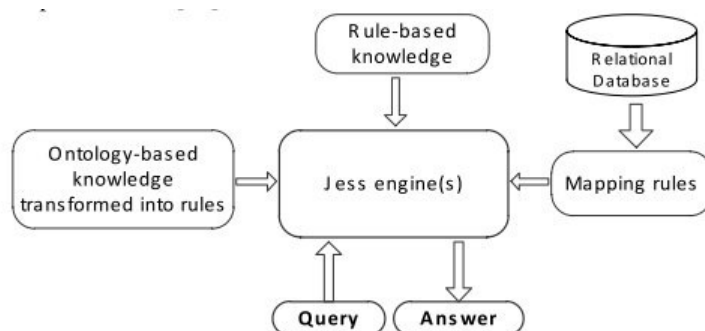 Rule-based
knowledge
Relational
Database
Ontology-based
knowledge
transformed into rules
Jess engine(s)
Mapping rules
Query
Answer